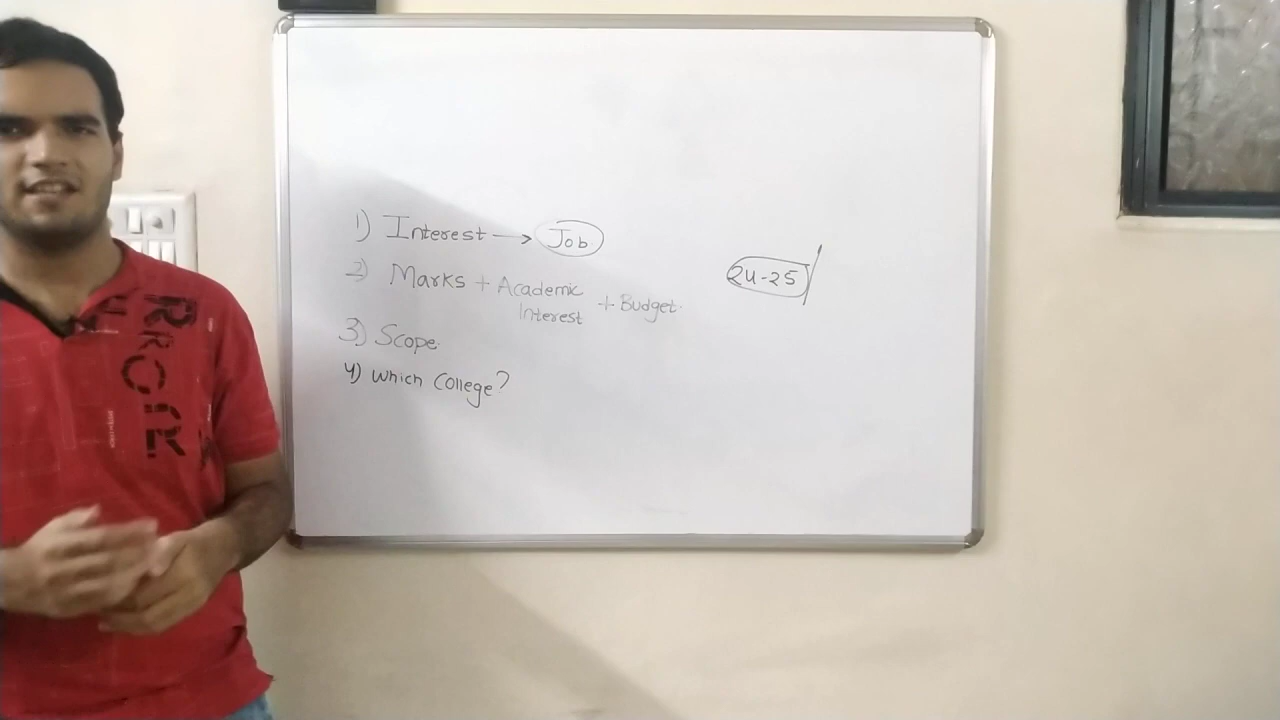 1) Interest → Job
2) Marks + Academic Interest + Budget.
3) Scope.
4) Which College?
24-25